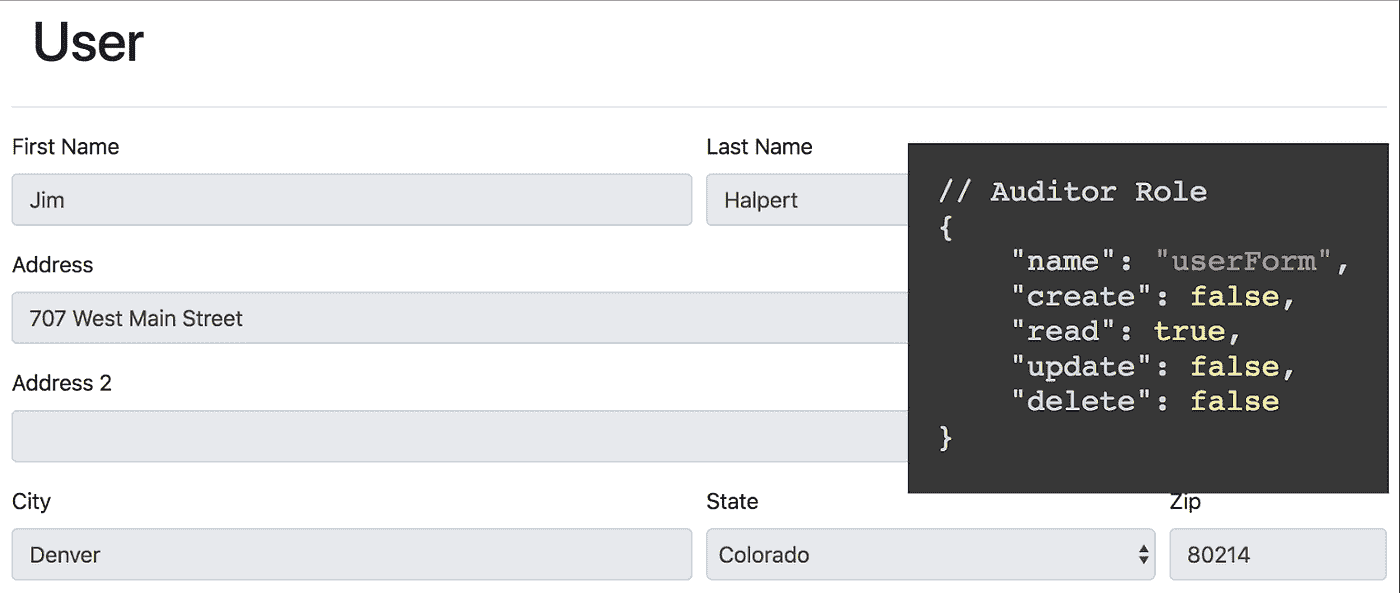 User
First Name
Last Name
Jim
Halpert
Address
707 West Main Street
Address 2
City
State
Zip
Denver
Colorado
80214
// Auditor Role
{
"name": "userForm",
"create": false,
"read": true,
"update": false,
"delete": false
}